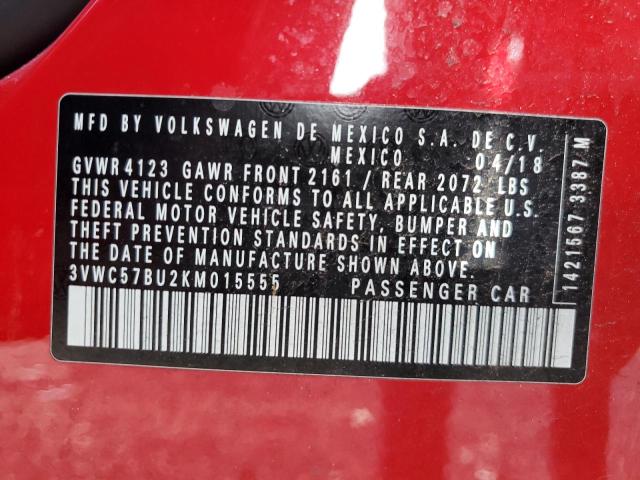 MFD BY VOLKSWAGEN DE MEXICO S.A. DE C.V.
MEXICO 04/18
GVWR 4123 GAWR FRONT 2161 / REAR 2072 LBS
THIS VEHICLE CONFORMS TO ALL APPLICABLE U.S.
FEDERAL MOTOR VEHICLE SAFETY, BUMPER AND
THEFT PREVENTION STANDARDS IN EFFECT ON
THE DATE OF MANUFACTURE SHOWN ABOVE.
3VWC57BU2KM015555 PASSENGER CAR
1421567 3387 M